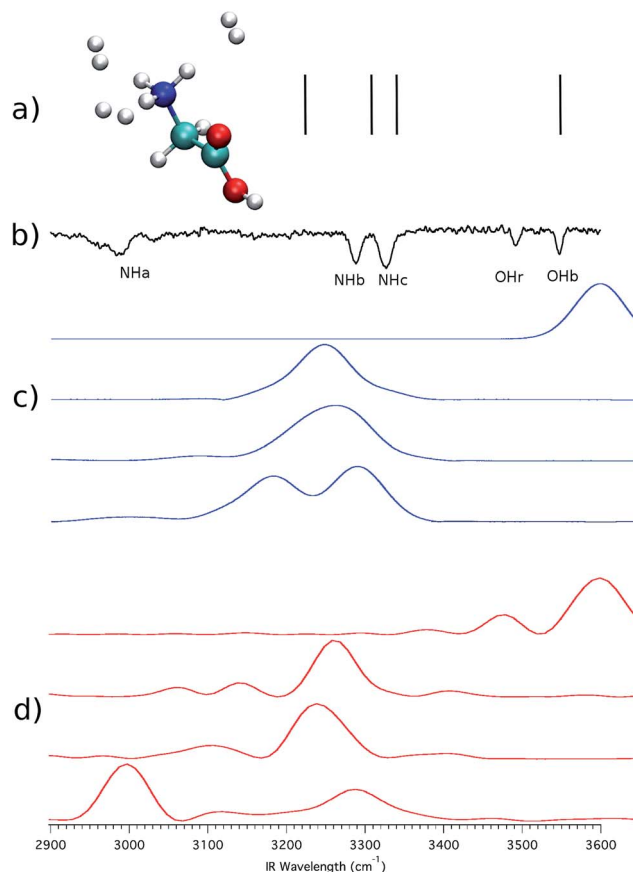 a)
b)
NHa
NHb
NHc
OHr
OHb
c)
d)
2900
3000
3100
3200
3300
3400
3500
3600
IR Wavelength (cm⁻¹)